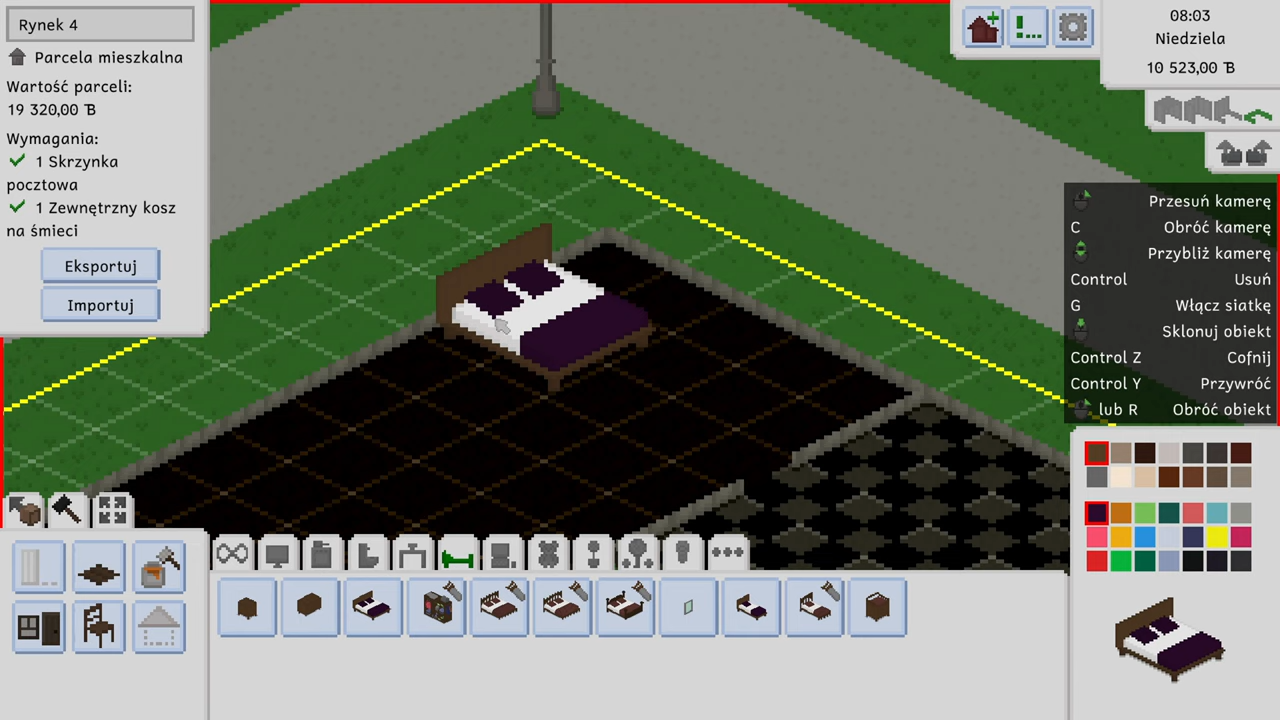 Rynek 4
Parcela mieszkalna
Wartość parceli:
19 320,00 ₻
Wymagania:
1 Skrzynka
pocztowa
1 Zewnętrzny kosz
na śmieci
Eksportuj
Importuj
08:03
Niedziela
10 523,00 ₻
Przesuń kamerę
C Obróć kamerę
Przybliż kamerę
Control Usuń
G Włącz siatkę
Sklonuj obiekt
Control Z Cofnij
Control Y Przywróć
lub R Obróć obiekt